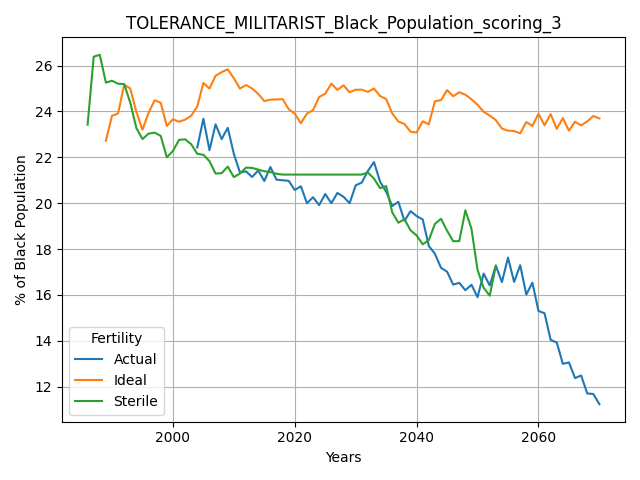 TOLERANCE_MILITARIST_Black_Population_scoring_3
% of Black Population
26
24
22
20
18
16
14
12
Fertility
Actual
Ideal
Sterile
2000
2020
2040
2060
Years